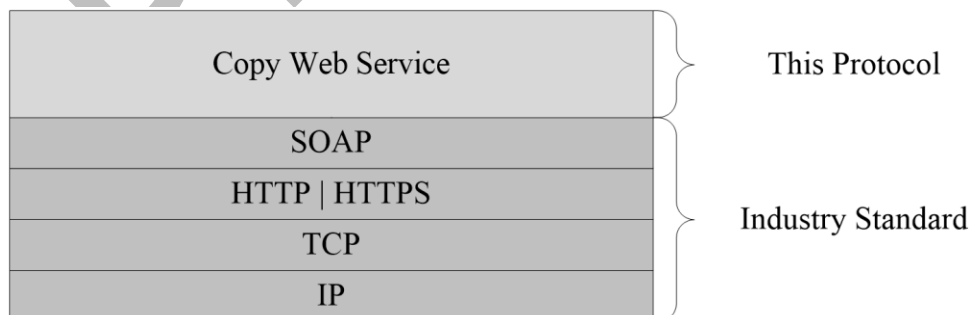 Copy Web Service
This Protocol
SOAP
HTTP | HTTPS
TCP
IP
Industry Standard